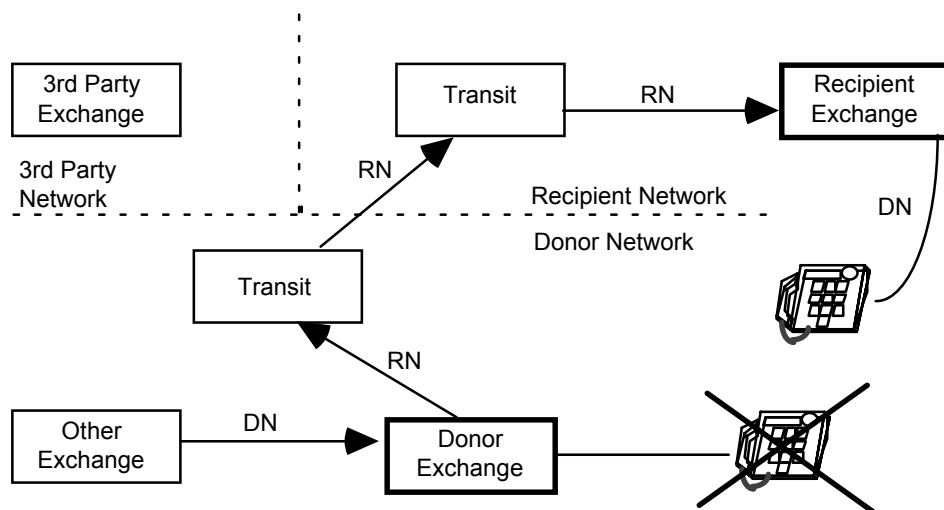 3rd Party
Exchange
Transit
RN
Recipient
Exchange
3rd Party
Network
RN
Recipient Network
DN
Donor Network
Transit
RN
Other
Exchange
DN
Donor
Exchange